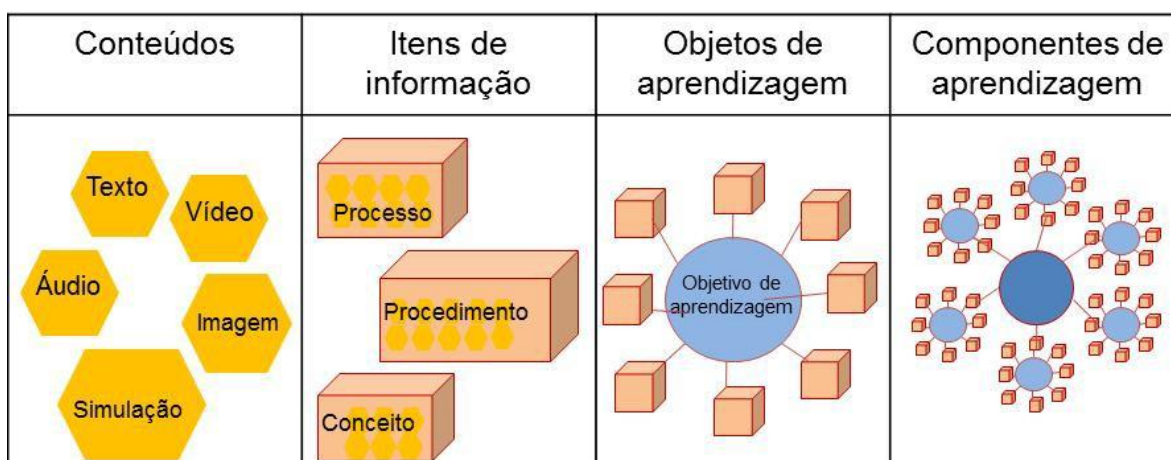 Conteúdos
Itens de
informação
Objetos de
aprendizagem
Componentes de
aprendizagem
Texto
Vídeo
Áudio
Imagem
Simulação
Processo
Procedimento
Conceito
Objetivo de
aprendizagem